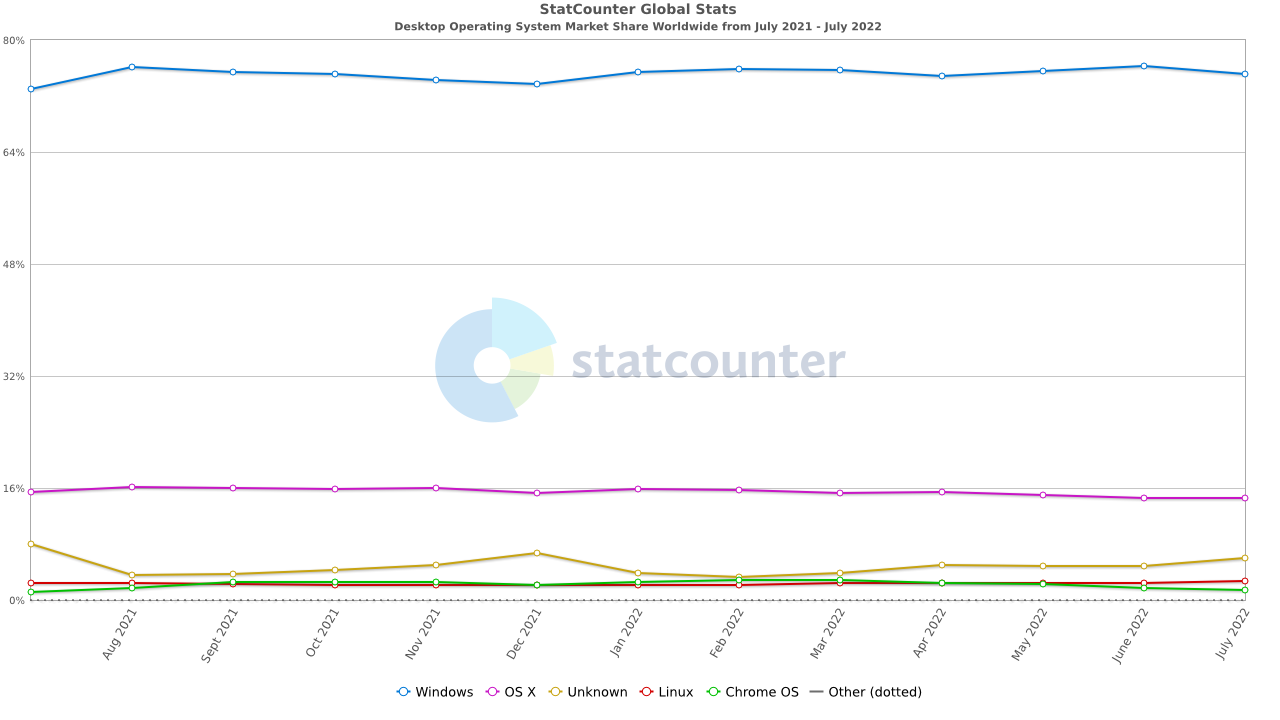 StatCounter Global Stats
Desktop Operating System Market Share Worldwide from July 2021 - July 2022
80%
64%
48%
32%
16%
0%
statcounter
Aug 2021
Sept 2021
Oct 2021
Nov 2021
Dec 2021
Jan 2022
Feb 2022
Mar 2022
Apr 2022
May 2022
June 2022
July 2022
Windows OS X Unknown Linux Chrome OS Other (dotted)